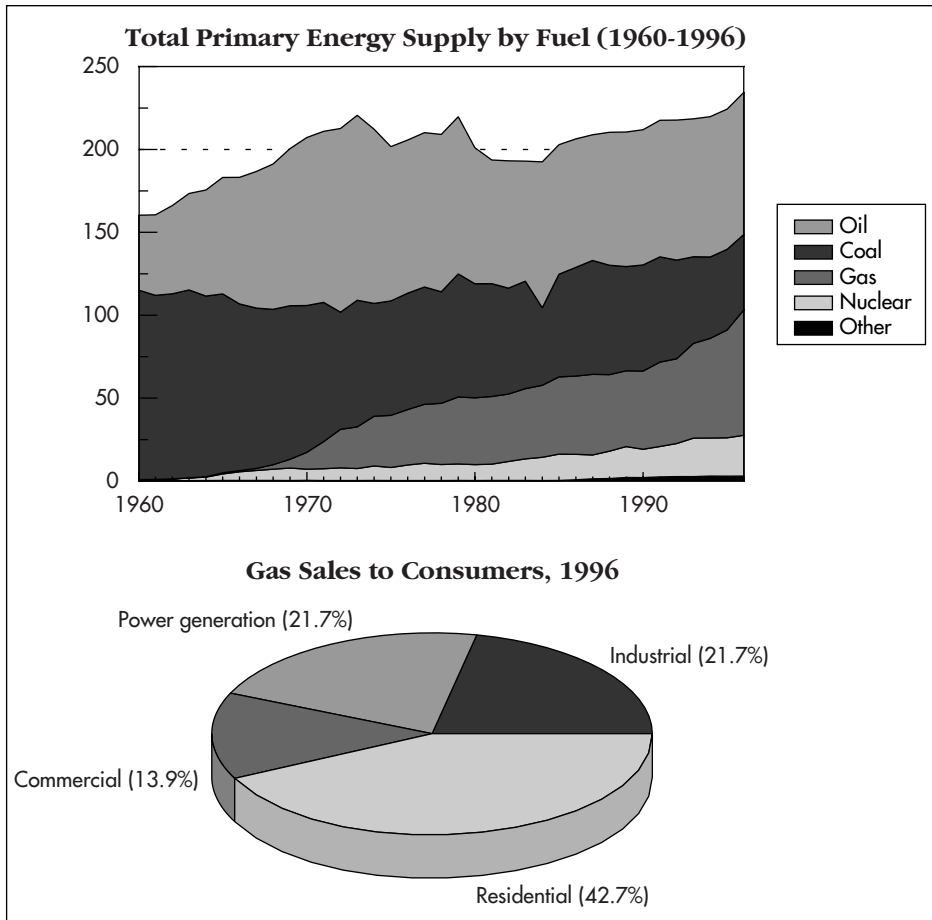 Total Primary Energy Supply by Fuel (1960-1996)
250
200
150
100
50
0
1960
1970
1980
1990
Oil
Coal
Gas
Nuclear
Other
Gas Sales to Consumers, 1996
Power generation (21.7%)
Industrial (21.7%)
Commercial (13.9%)
Residential (42.7%)